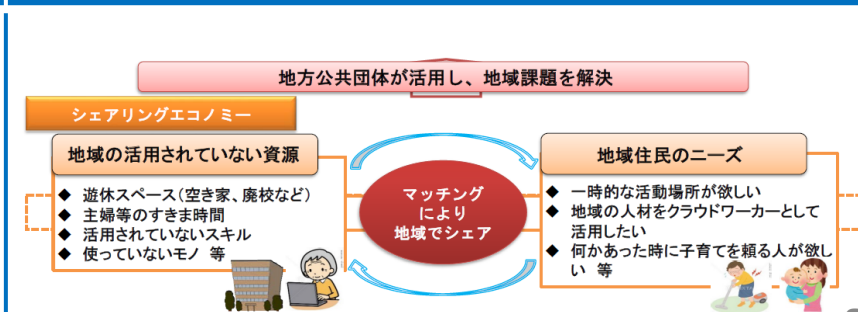 地方公共団体が活用し、地域課題を解決
シェアリングエコノミー
地域の活用されていない資源
◆ 遊休スペース(空き家、廃校など)
◆ 主婦等のすきま時間
◆ 活用されていないスキル
◆ 使っていないモノ 等
マッチング
により
地域でシェア
地域住民のニーズ
◆ 一時的な活動場所が欲しい
◆ 地域の人材をクラウドワーカーとして
活用したい
◆ 何かあった時に子育てを頼る人が欲し
い 等